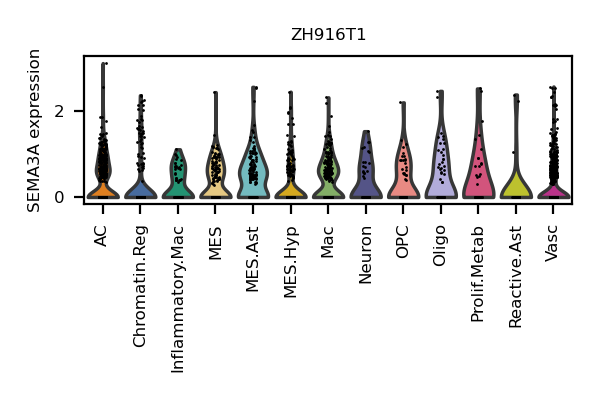 ZH916T1
SEMA3A expression
2
0
AC
Chromatin.Reg
Inflammatory.Mac
MES
MES.Ast
MES.Hyp
Mac
Neuron
OPC
Oligo
Prolif.Metab
Reactive.Ast
Vasc